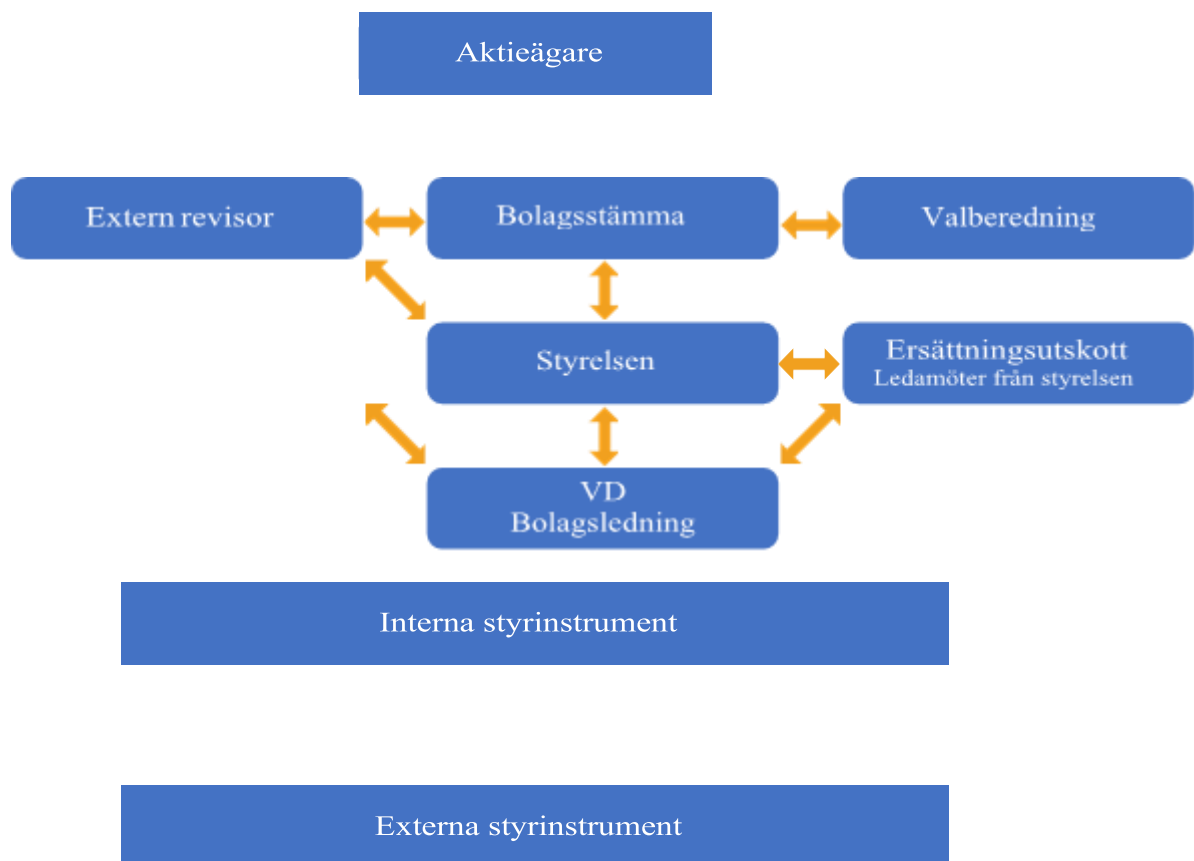 Aktieägare
Extern revisor
Bolagsstämma
Valberedning
Styrelsen
Ersättningsutskott
Ledamöter från styrelsen
VD
Bolagsledning
Interna styrinstrument
Externa styrinstrument